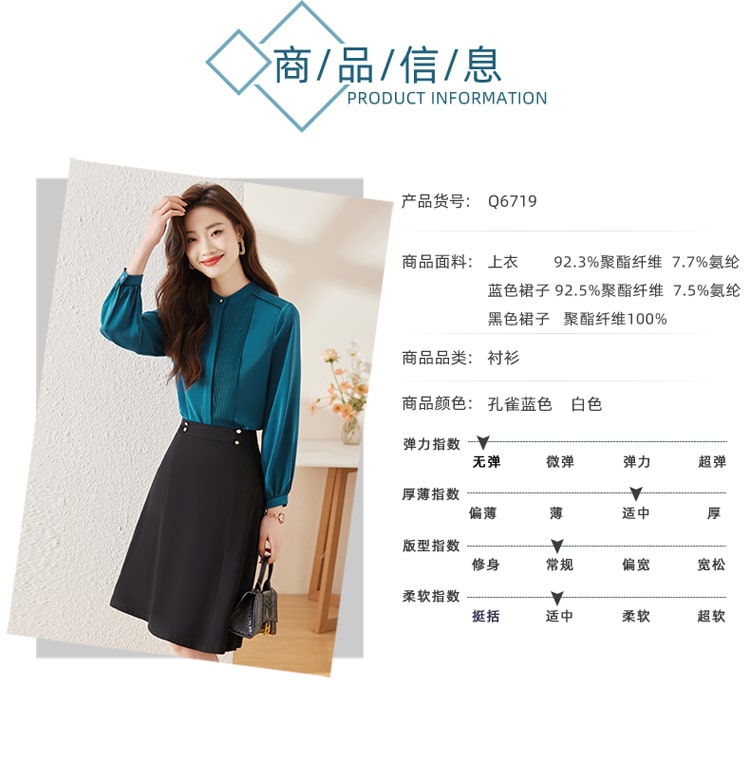 商/品/信/息
PRODUCT INFORMATION
产品货号： Q6719
商品面料： 上衣 92.3%聚酯纤维 7.7%氨纶
蓝色裙子 92.5%聚酯纤维 7.5%氨纶
黑色裙子 聚酯纤维100%
商品品类： 衬衫
商品颜色： 孔雀蓝色 白色
弹力指数
无弹 微弹 弹力 超弹
厚薄指数
偏薄 薄 适中 厚
版型指数
修身 常规 偏宽 宽松
柔软指数
挺括 适中 柔软 超软